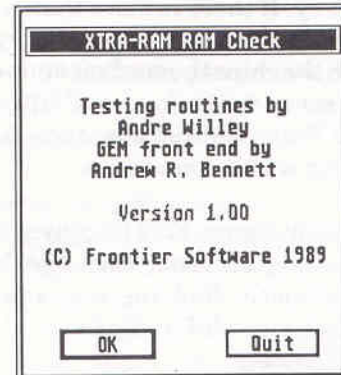 XTRA-RAM RAM Check
Testing routines by
Andre Willey
GEM front end by
Andrew R. Bennett
Version 1.00
(C) Frontier Software 1989
OK Quit